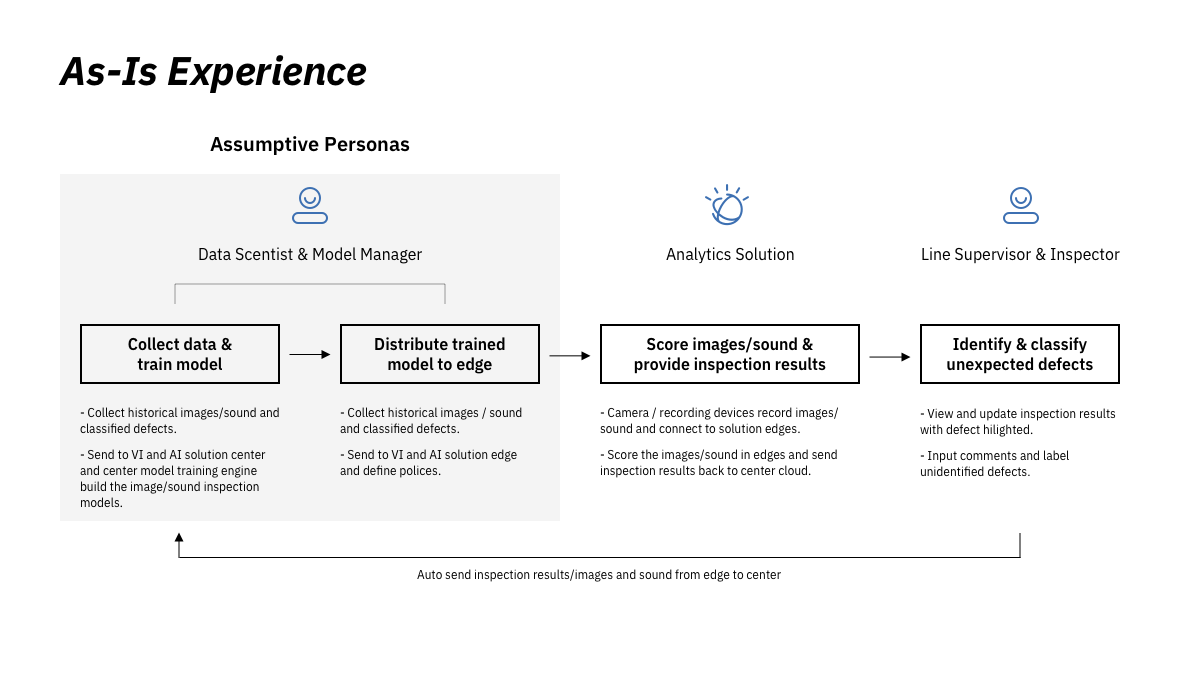 As-Is Experience
Assumptive Personas
Data Scentist & Model Manager
Analytics Solution
Line Supervisor & Inspector
Collect data &
train model
Distribute trained
model to edge
Score images/sound &
provide inspection results
Identify & classify
unexpected defects
- Collect historical images/sound and
classified defects.
- Send to VI and AI solution center
and center model training engine
build the image/sound inspection
models.
- Collect historical images / sound
and classified defects.
- Send to VI and AI solution edge
and define polices.
- Camera / recording devices record images/
sound and connect to solution edges.
- Score the images/sound in edges and send
inspection results back to center cloud.
- View and update inspection results
with defect hilighted.
- Input comments and label
unidentified defects.
Auto send inspection results/images and sound from edge to center